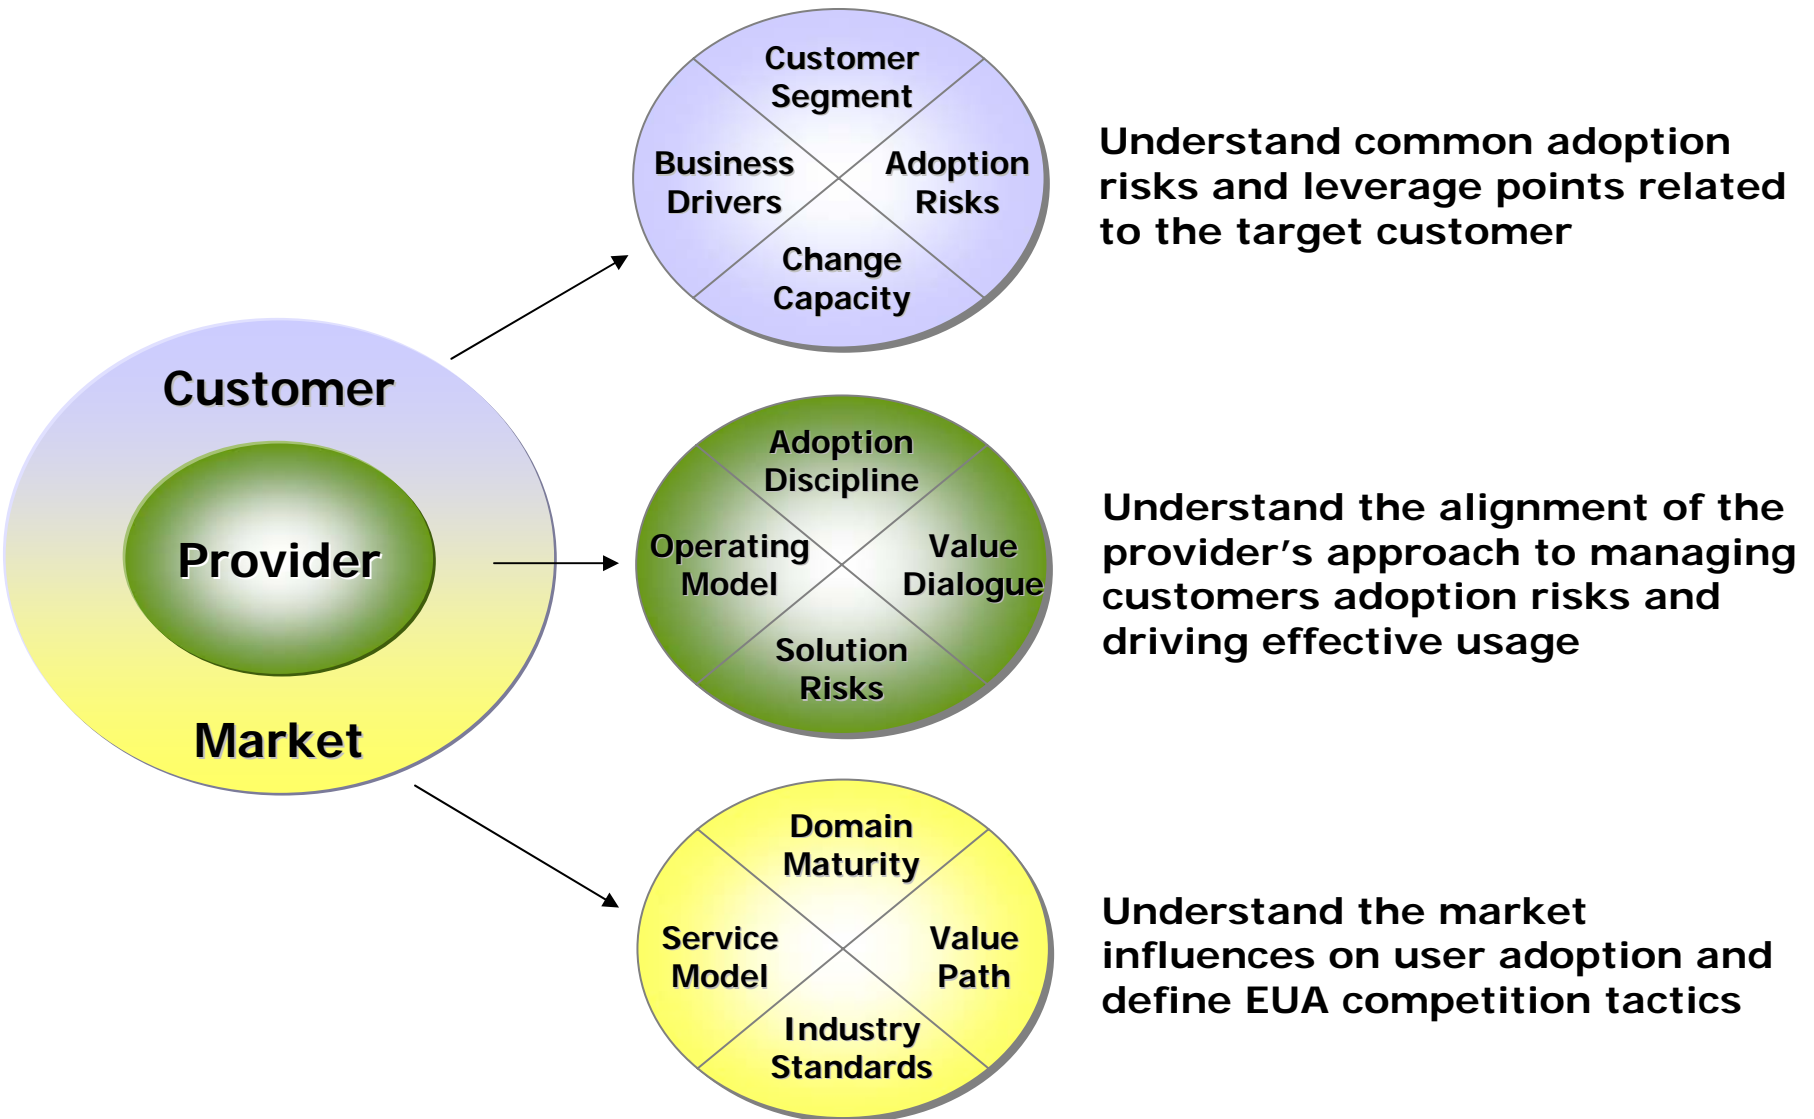 Customer
Provider
Market
Customer
Segment
Business
Drivers
Adoption
Risks
Change
Capacity
Understand common adoption
risks and leverage points related
to the target customer
Adoption
Discipline
Operating
Model
Value
Dialogue
Solution
Risks
Understand the alignment of the
provider’s approach to managing
customers adoption risks and
driving effective usage
Domain
Maturity
Service
Model
Value
Path
Industry
Standards
Understand the market
influences on user adoption and
define EUA competition tactics